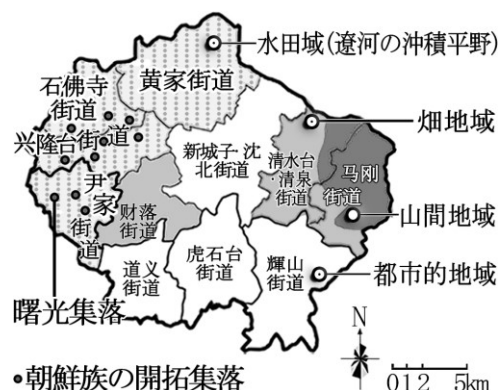 水田域(遼河の沖積平野)
黄家街道
石佛寺
街道
兴隆台街道
畑地域
新城子·沈
北街道
清水台
·清泉
街道
马刚
街道
尹家
街道
财落
街道
山間地域
虎石台
街道
道义
街道
輝山
街道
都市的地域
曙光集落
N
•朝鮮族の開拓集落
012 5km